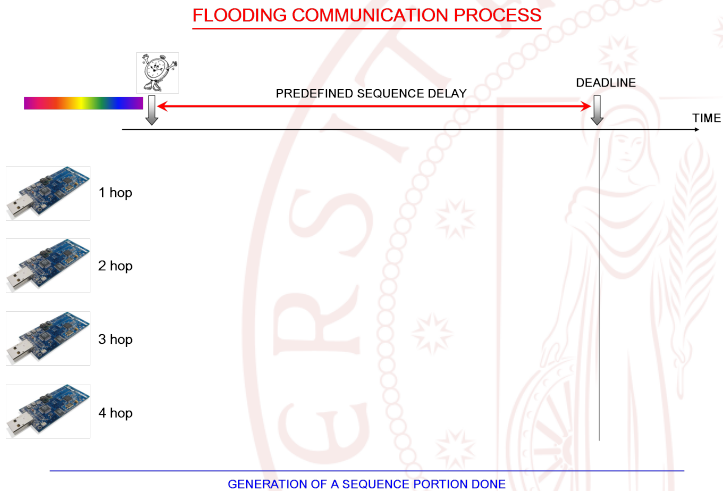 FLOODING COMMUNICATION PROCESS
PREDEFINED SEQUENCE DELAY
DEADLINE
TIME
1 hop
2 hop
3 hop
4 hop
ERSIT
GENERATION OF A SEQUENCE PORTION DONE